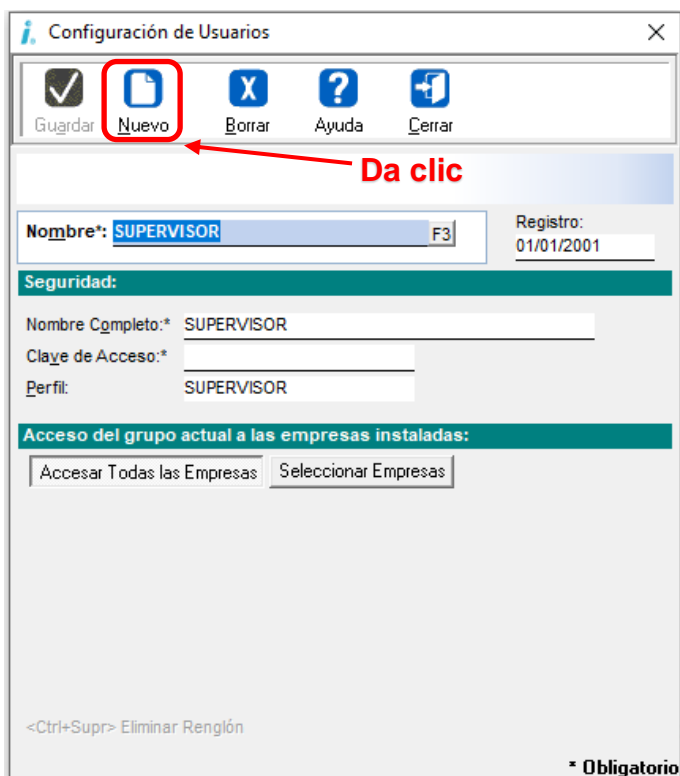 Configuración de Usuarios
Guardar Nuevo Borrar Ayuda Cerrar
Da clic
Nombre*: SUPERVISOR F3
Registro:
01/01/2001
Seguridad:
Nombre Completo:* SUPERVISOR
Clave de Acceso:*
Perfil: SUPERVISOR
Acceso del grupo actual a las empresas instaladas:
Accesar Todas las Empresas Seleccionar Empresas
<Ctrl+Supr> Eliminar Renglón
* Obligatorio